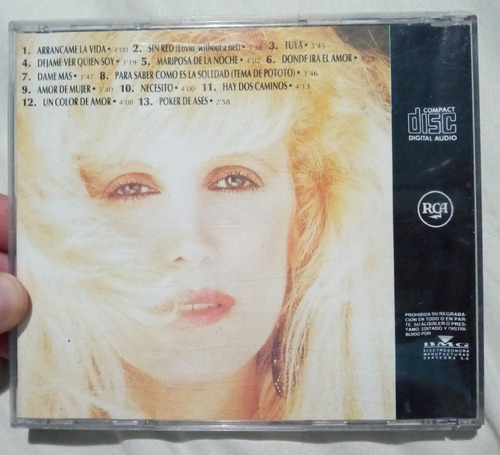 1. ARRANCAME LA VIDA • 4:00 2. SIN RED (Lovin' without a net) • 3:38 3. TUYA • 3:45
4. DEJAME VER QUIEN SOY • 3:19 5. MARIPOSA DE LA NOCHE • 4:02 6. DONDE IRA EL AMOR •
7. DAME MAS • 3:47 8. PARA SABER COMO ES LA SOLEDAD (TEMA DE POTOTO) • 3:46
9. AMOR DE MUJER • 3:40 10. NECESITO • 4:00 11. HAY DOS CAMINOS • 4:13
12. UN COLOR DE AMOR • 4:08 13. POKER DE ASES • 2:58
COMPACT
disc
DIGITAL AUDIO
RCA
PROHIBIDA SU REGRABA-
CION EN TODO O EN PAR-
TE, SU ALQUILER O PRES-
TAMO EDITADO Y DISTRI-
BUIDO POR:
BMG
ELECTROSONORA
MANUFACTURAS
ZARVEDRA S.A